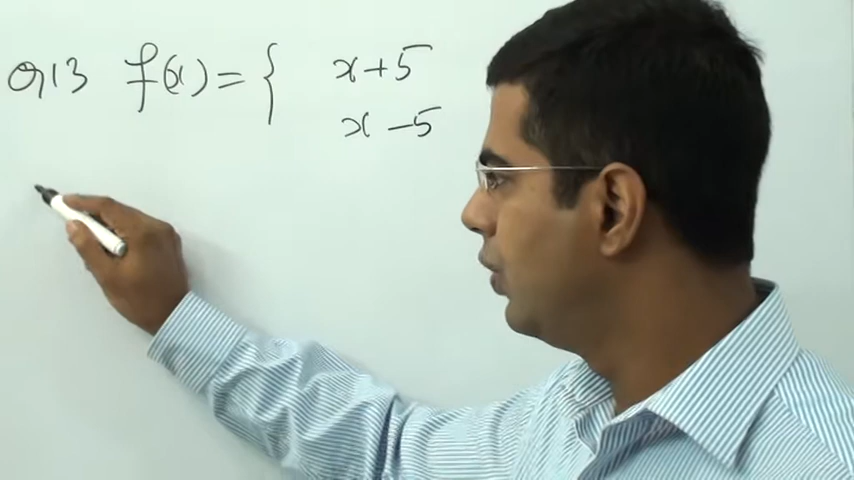 Q13 f(x) = { x+5
x-5